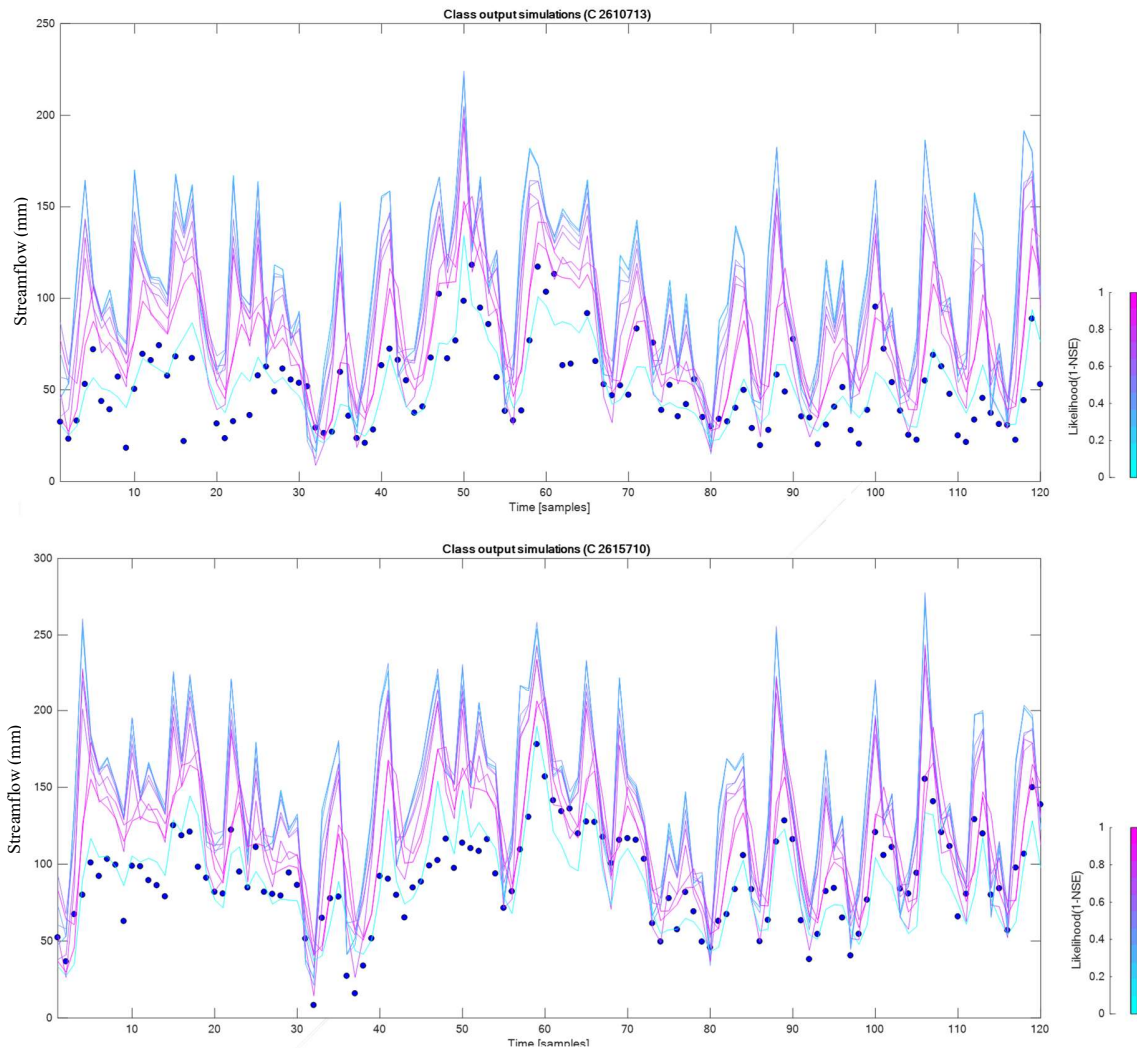 Class output simulations (C 2610713)
250
200
150
100
50
0
Streamflow (mm)
10 20 30 40 50 60 70 80 90 100 110 120
Time [samples]
1
0.8
0.6
0.4
0.2
0
Likelihood(1-NSE)
Class output simulations (C 2615710)
300
250
200
150
100
50
0
Streamflow (mm)
10 20 30 40 50 60 70 80 90 100 110 120
Time [samples]
1
0.8
0.6
0.4
0.2
0
Likelihood(1-NSE)